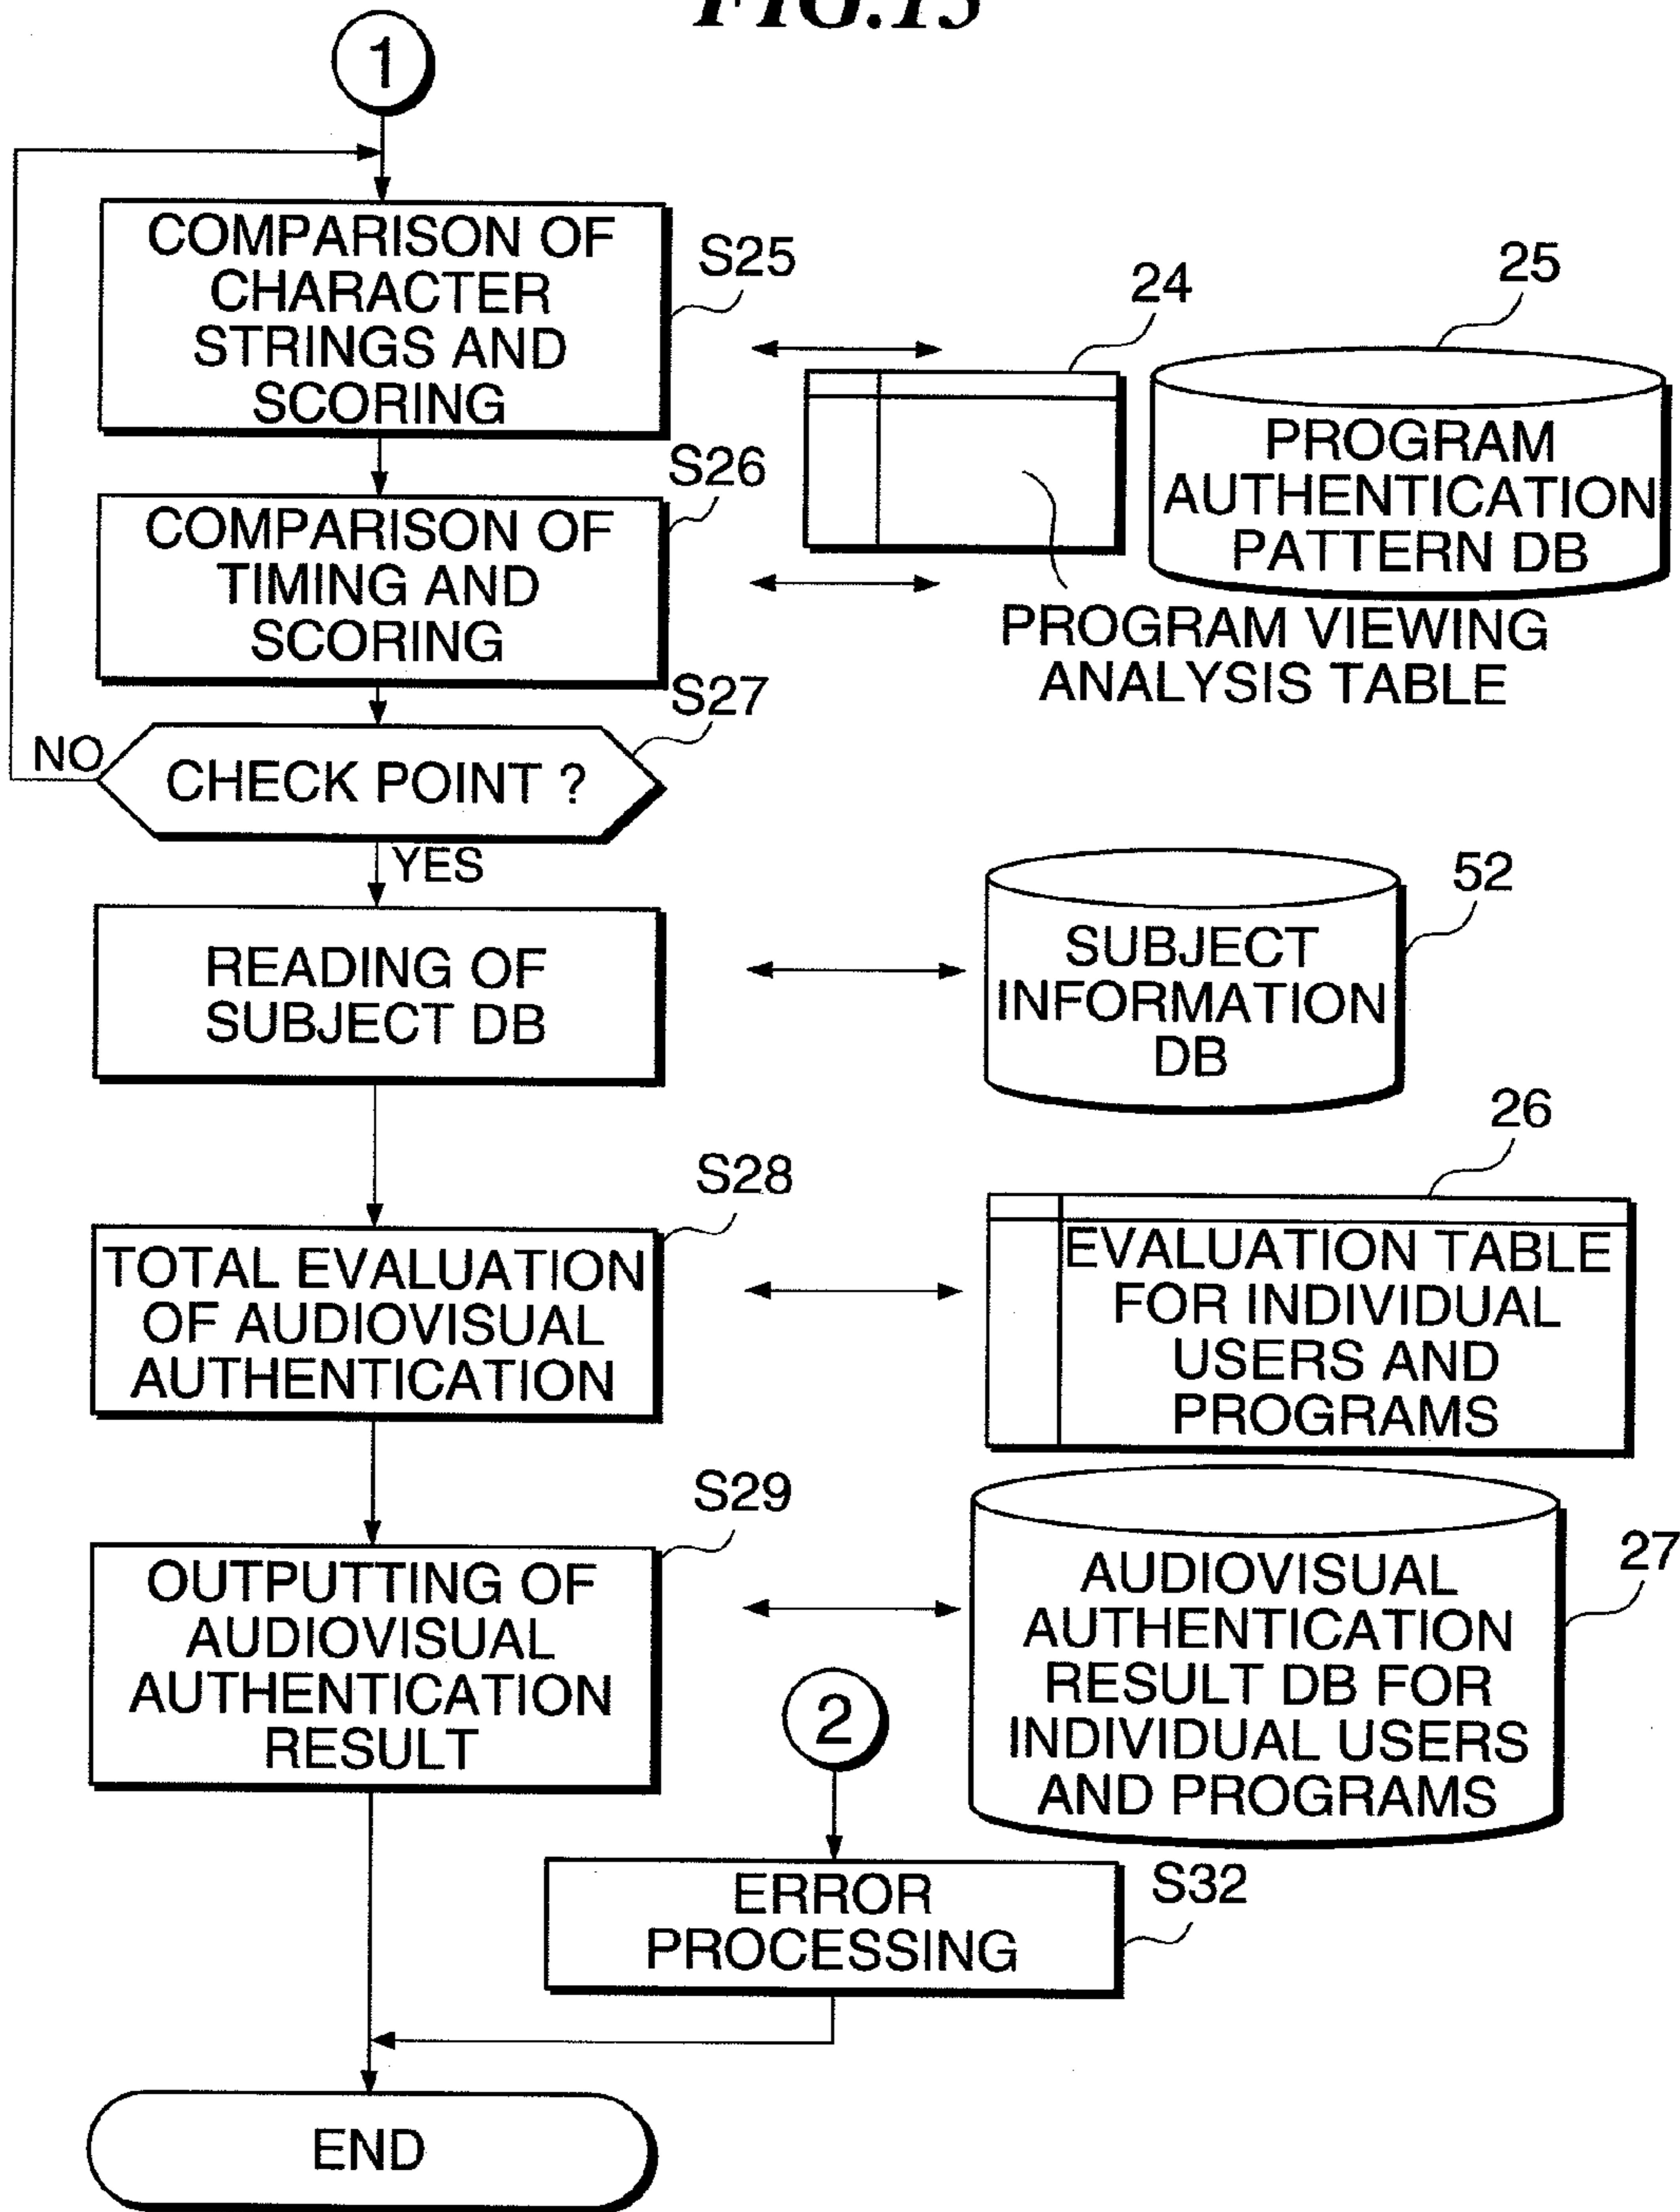 FIG.15
1
COMPARISON OF
CHARACTER
STRINGS AND
SCORING
S25
24
25
PROGRAM
AUTHENTICATION
PATTERN DB
S26
COMPARISON OF
TIMING AND
SCORING
PROGRAM VIEWING
ANALYSIS TABLE
S27
NO
CHECK POINT ?
YES
READING OF
SUBJECT DB
52
SUBJECT
INFORMATION
DB
S28
TOTAL EVALUATION
OF AUDIOVISUAL
AUTHENTICATION
26
EVALUATION TABLE
FOR INDIVIDUAL
USERS AND
PROGRAMS
S29
OUTPUTTING OF
AUDIOVISUAL
AUTHENTICATION
RESULT
27
AUDIOVISUAL
AUTHENTICATION
RESULT DB FOR
INDIVIDUAL USERS
AND PROGRAMS
2
ERROR
PROCESSING
S32
END